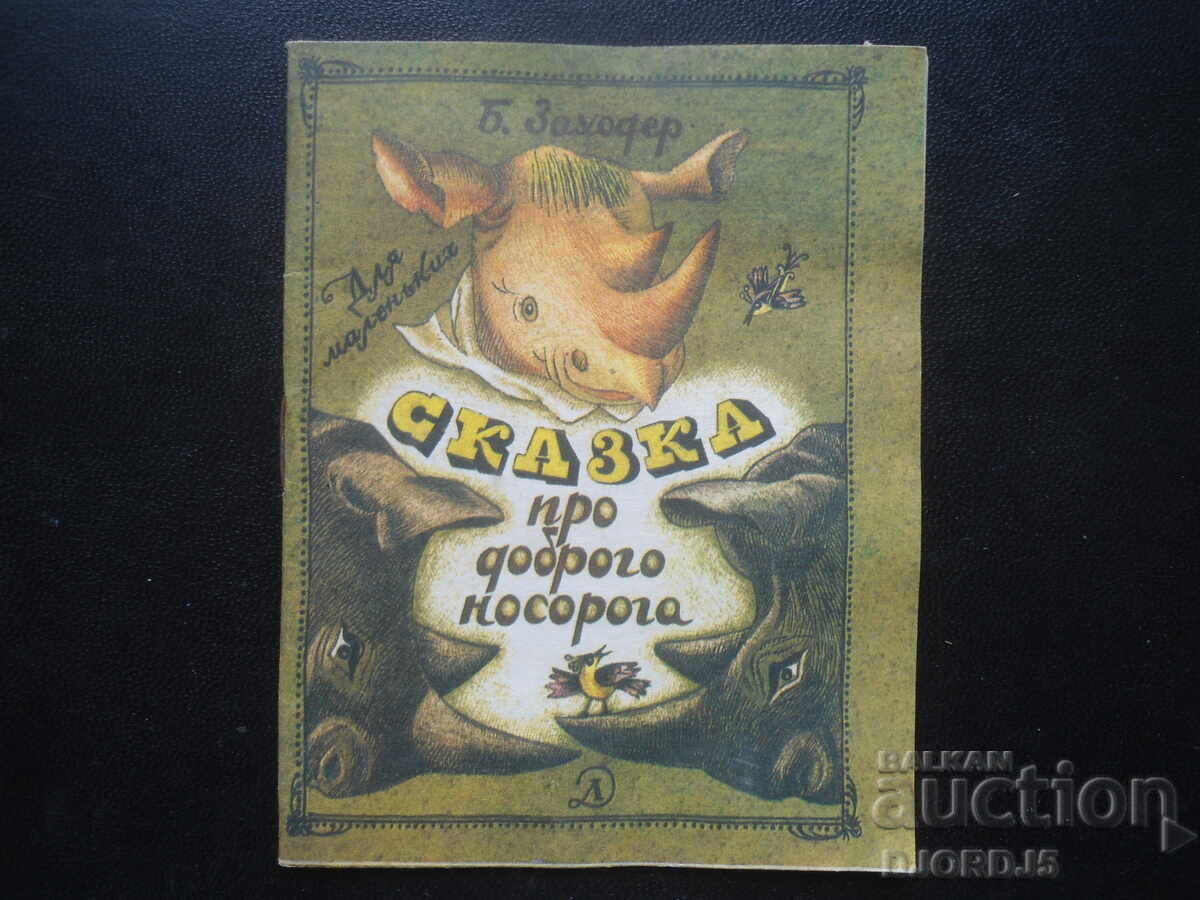 Б. Заходер
Для
маленьких
СКАЗКА
про
доброго
носорога
Д
BALKAN
auction
DJORDJ5